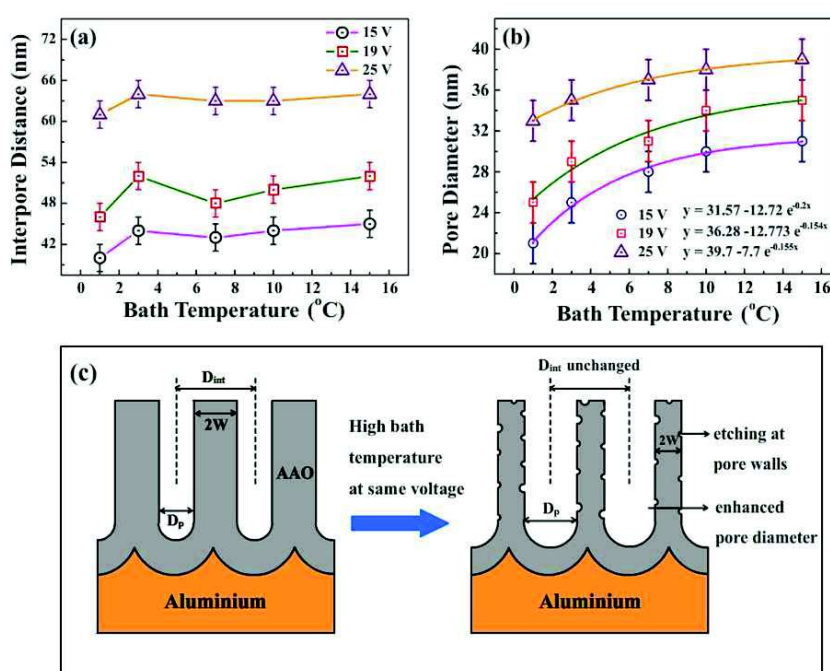 (a)
15 V
19 V
25 V
Interpore Distance (nm)
72
66
60
54
48
42
0 2 4 6 8 10 12 14 16
Bath Temperature (°C)
(b)
Pore Diameter (nm)
40
36
32
28
24
20
15 V y = 31.57 -12.72 e^-0.2x
19 V y = 36.28 -12.773 e^-0.154x
25 V y = 39.7 -7.7 e^-0.155x
0 2 4 6 8 10 12 14 16
Bath Temperature (°C)
(c)
Dint
2W
AAO
Dp
Aluminium
High bath
temperature
at same voltage
Dint unchanged
2W
Dp
etching at
pore walls
enhanced
pore diameter
Aluminium